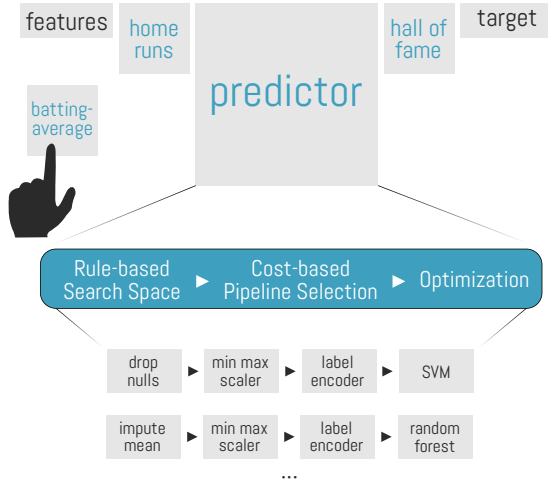 features
home
runs
predictor
hall of
fame
target
batting-
average
Rule-based
Search Space
►
Cost-based
Pipeline Selection
►
Optimization
drop
nulls
►
min max
scaler
►
label
encoder
►
SVM
impute
mean
►
min max
scaler
►
label
encoder
►
random
forest
...